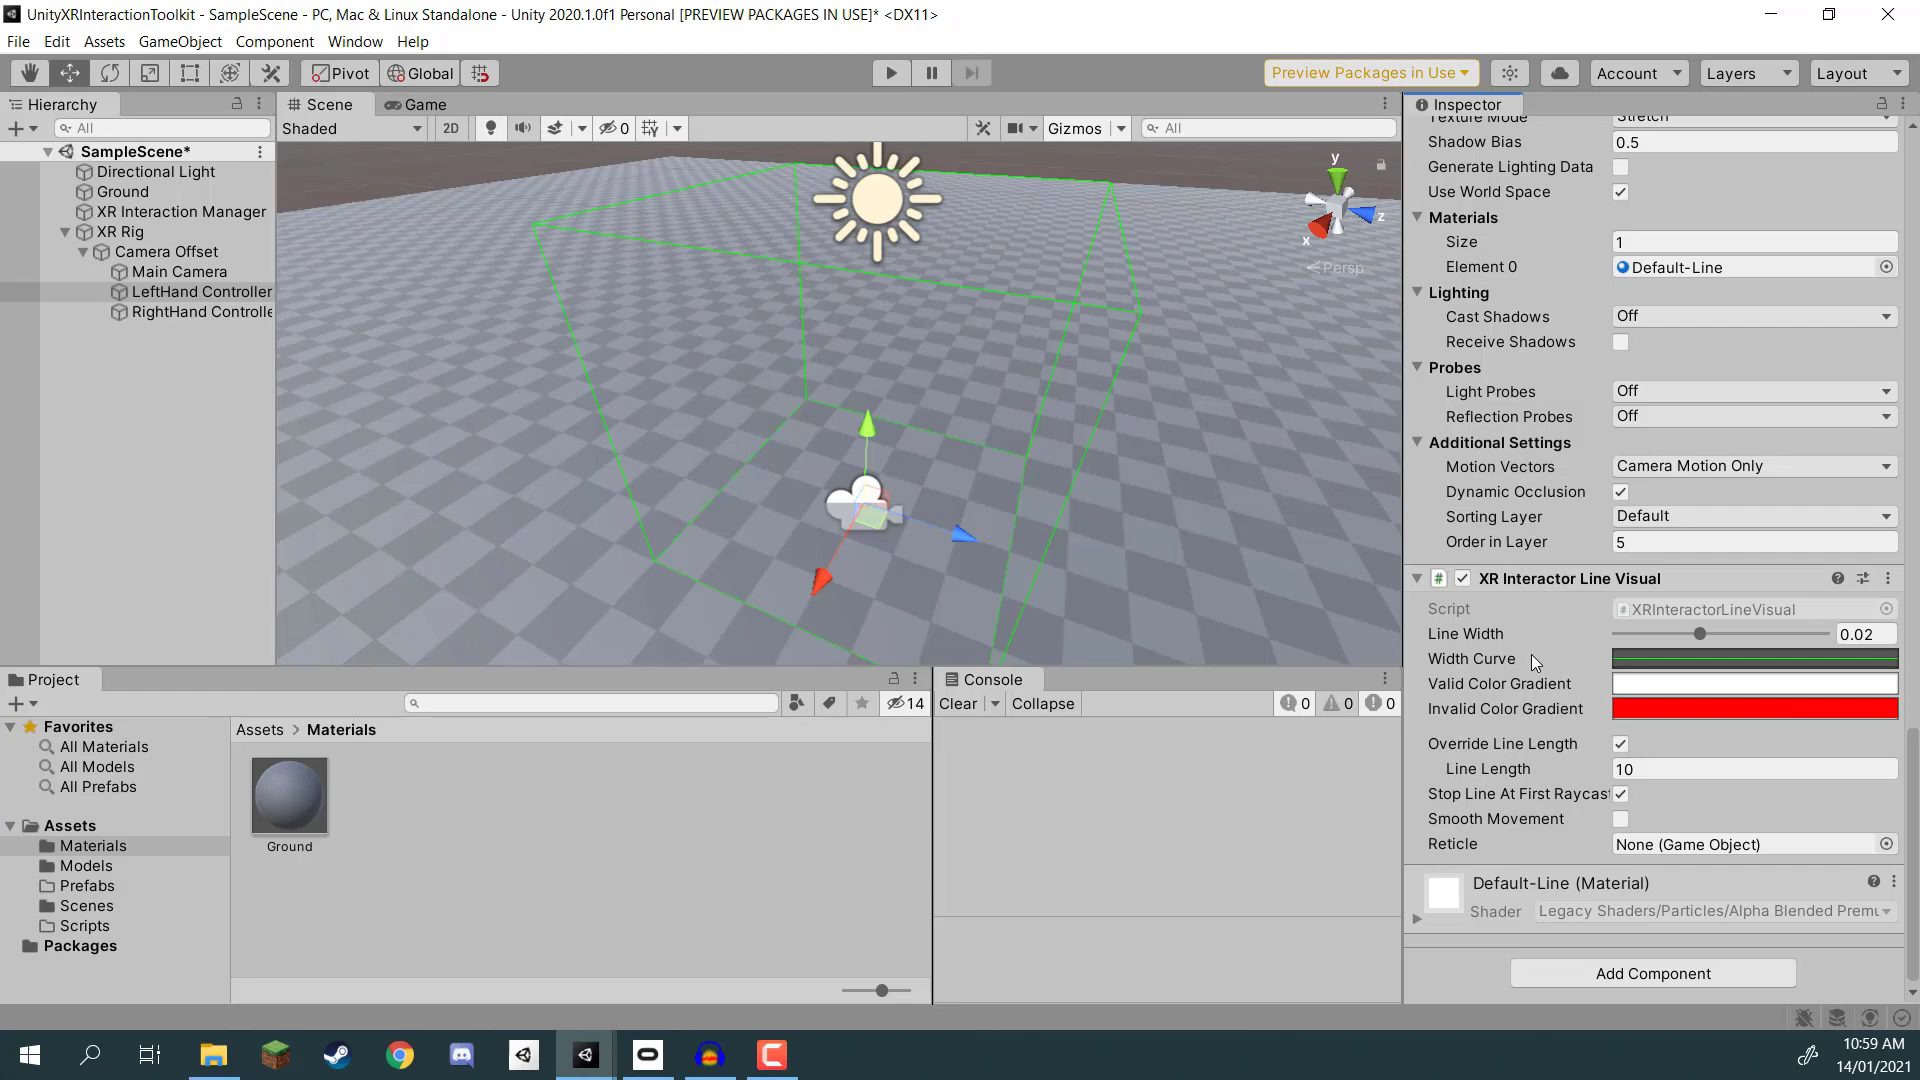 UnityXRInteractionToolkit - SampleScene - PC, Mac & Linux Standalone - Unity 2020.1.0f1 Personal [PREVIEW PACKAGES IN USE]* <DX11>
File Edit Assets GameObject Component Window Help
Pivot Global Preview Packages in Use Account Layers Layout
Hierarchy
All
SampleScene*
Directional Light
Ground
XR Interaction Manager
XR Rig
Camera Offset
Main Camera
LeftHand Controller
RightHand Controlle
Scene Game
Shaded 2D 0 Gizmos All
y
z
x
Persp
Inspector
Texture Mode Stretch
Shadow Bias 0.5
Generate Lighting Data
Use World Space
Materials
Size 1
Element 0 Default-Line
Lighting
Cast Shadows Off
Receive Shadows
Probes
Light Probes Off
Reflection Probes Off
Additional Settings
Motion Vectors Camera Motion Only
Dynamic Occlusion
Sorting Layer Default
Order in Layer 5
# XR Interactor Line Visual
Script # XRInteractorLineVisual
Line Width 0.02
Width Curve
Valid Color Gradient
Invalid Color Gradient
Override Line Length
Line Length 10
Stop Line At First Raycas
Smooth Movement
Reticle None (Game Object)
Default-Line (Material)
Shader Legacy Shaders/Particles/Alpha Blended Premu
Add Component
Project
14
Favorites
All Materials
All Models
All Prefabs
Assets
Materials
Models
Prefabs
Scenes
Scripts
Packages
Assets > Materials
Ground
Console
Clear Collapse 0 0 0
10:59 AM
14/01/2021